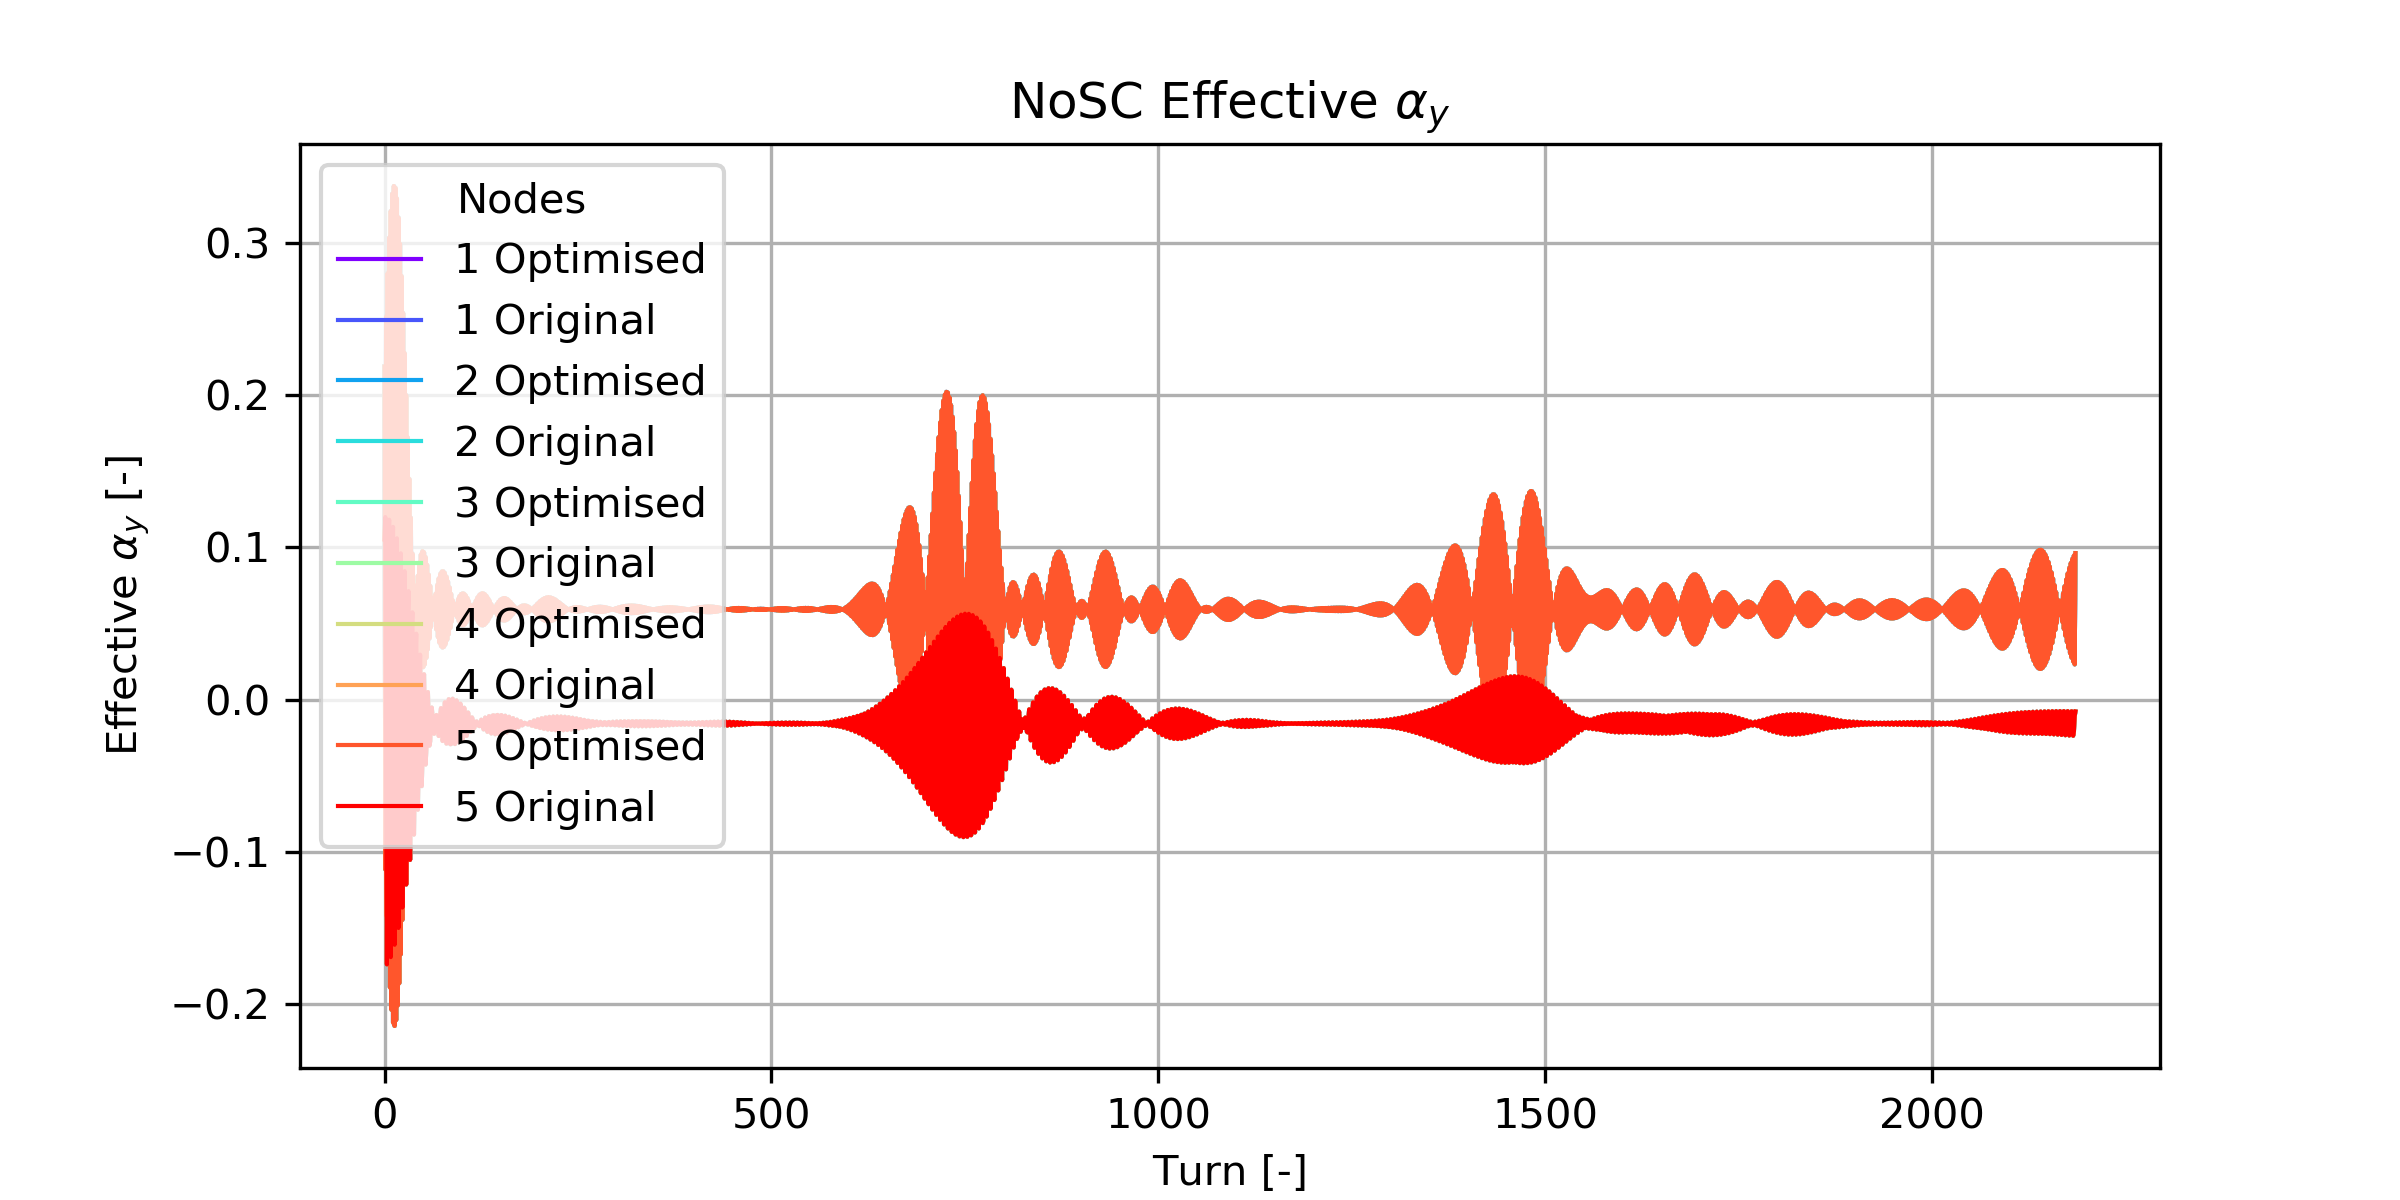 NoSC Effective αy
Effective αy [-]
0.3
0.2
0.1
0.0
−0.1
−0.2
Nodes
1 Optimised
1 Original
2 Optimised
2 Original
3 Optimised
3 Original
4 Optimised
4 Original
5 Optimised
5 Original
0 500 1000 1500 2000
Turn [-]